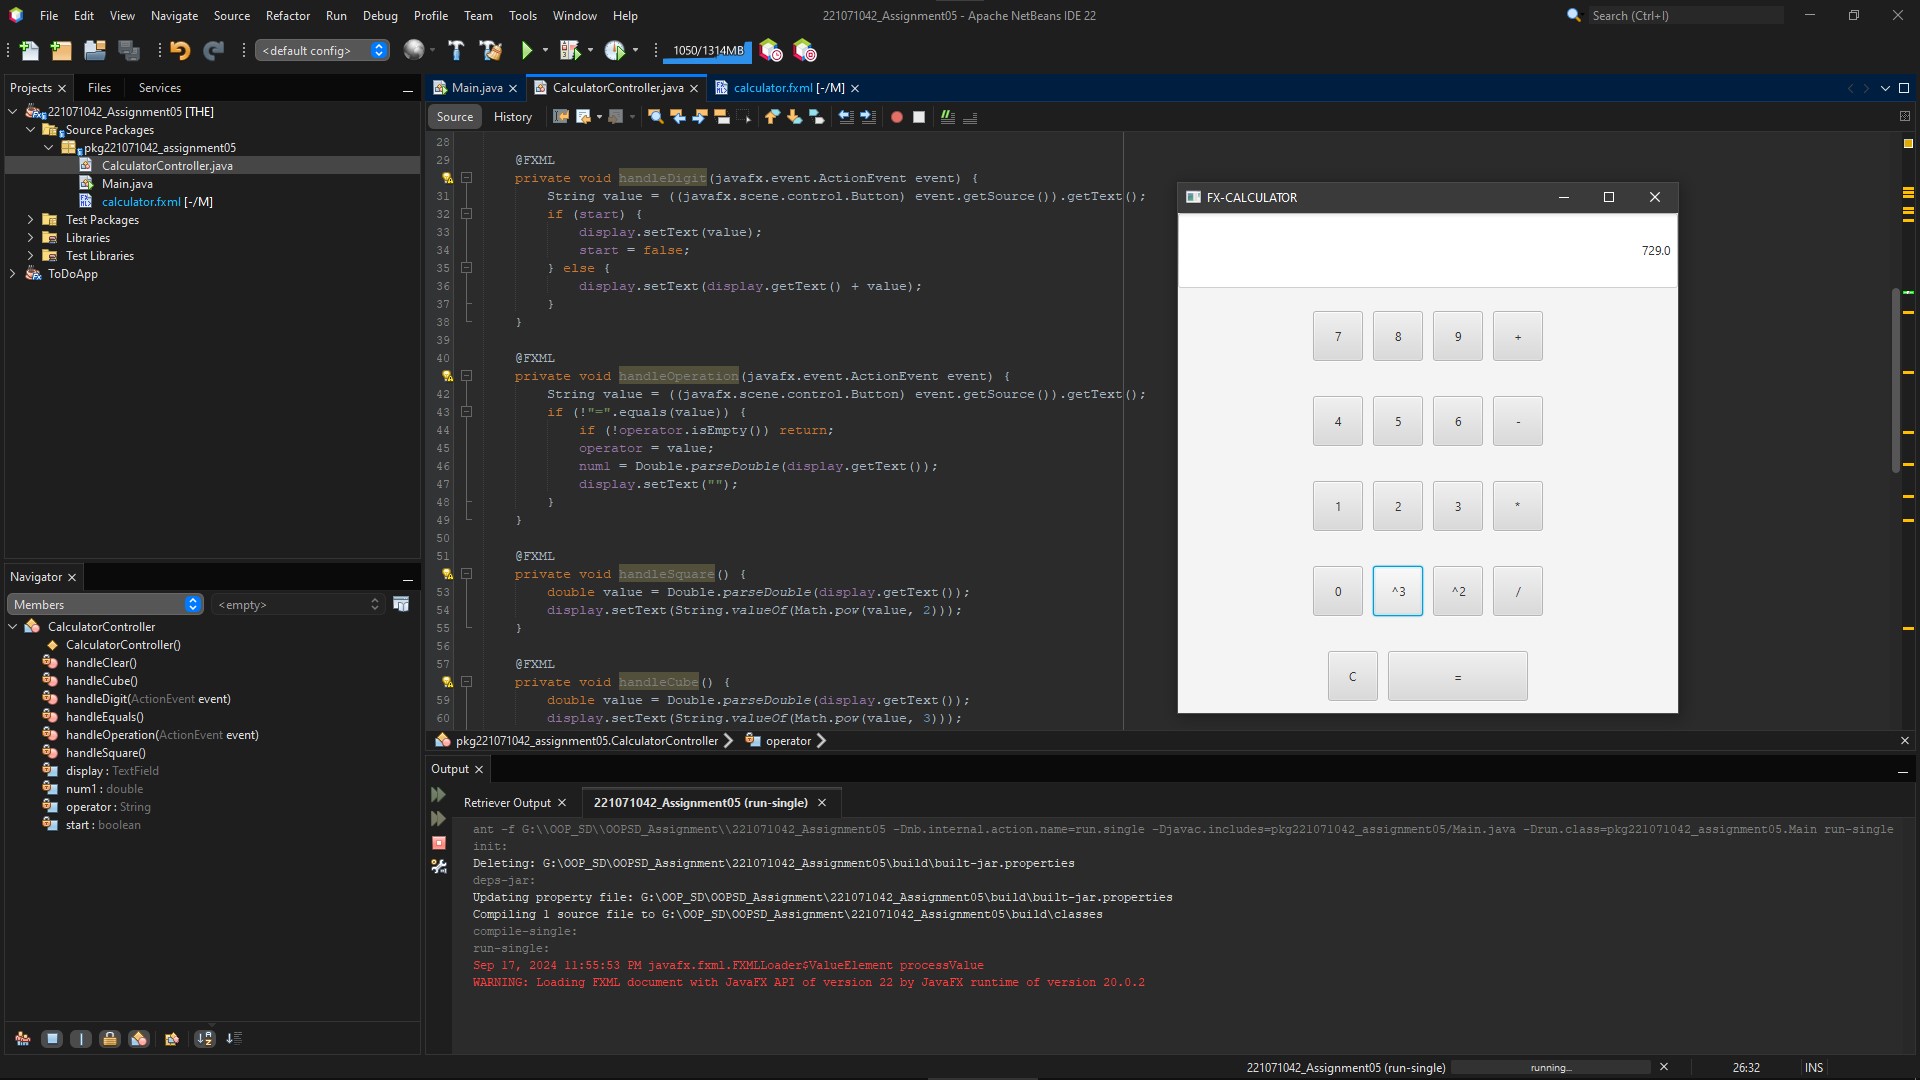 File Edit View Navigate Source Refactor Run Debug Profile Team Tools Window Help
221071042_Assignment05 - Apache NetBeans IDE 22
Search (Ctrl+I)
<default config>
1050/1314MB
Projects Files Services
221071042_Assignment05 [THE]
Source Packages
pkg221071042_assignment05
CalculatorController.java
Main.java
calculator.fxml [-/M]
Test Packages
Libraries
Test Libraries
ToDoApp
Navigator
Members
<empty>
CalculatorController
CalculatorController()
handleClear()
handleCube()
handleDigit(ActionEvent event)
handleEquals()
handleOperation(ActionEvent event)
handleSquare()
display : TextField
num1 : double
operator : String
start : boolean
Main.java CalculatorController.java calculator.fxml [-/M]
Source History
28
29 @FXML
private void handleDigit(javafx.event.ActionEvent event) {
31 String value = ((javafx.scene.control.Button) event.getSource()).getText();
32 if (start) {
33 display.setText(value);
34 start = false;
35 } else {
36 display.setText(display.getText() + value);
37 }
38 }
39
40 @FXML
private void handleOperation(javafx.event.ActionEvent event) {
42 String value = ((javafx.scene.control.Button) event.getSource()).getText();
43 if (!"=".equals(value)) {
44 if (!operator.isEmpty()) return;
45 operator = value;
46 num1 = Double.parseDouble(display.getText());
47 display.setText("");
48 }
49 }
50
51 @FXML
private void handleSquare() {
53 double value = Double.parseDouble(display.getText());
54 display.setText(String.valueOf(Math.pow(value, 2)));
55 }
56
57 @FXML
private void handleCube() {
59 double value = Double.parseDouble(display.getText());
60 display.setText(String.valueOf(Math.pow(value, 3)));
pkg221071042_assignment05.CalculatorController operator
FX-CALCULATOR
729.0
7 8 9 +
4 5 6 -
1 2 3 *
0 ^3 ^2 /
C =
Output
Retriever Output 221071042_Assignment05 (run-single)
ant -f G:\\OOP_SD\\OOPSD_Assignment\\221071042_Assignment05 -Dnb.internal.action.name=run.single -Djavac.includes=pkg221071042_assignment05/Main.java -Drun.class=pkg221071042_assignment05.Main run-single
init:
Deleting: G:\OOP_SD\OOPSD_Assignment\221071042_Assignment05\build\built-jar.properties
deps-jar:
Updating property file: G:\OOP_SD\OOPSD_Assignment\221071042_Assignment05\build\built-jar.properties
Compiling 1 source file to G:\OOP_SD\OOPSD_Assignment\221071042_Assignment05\build\classes
compile-single:
run-single:
Sep 17, 2024 11:55:53 PM javafx.fxml.FXMLLoader$ValueElement processValue
WARNING: Loading FXML document with JavaFX API of version 22 by JavaFX runtime of version 20.0.2
221071042_Assignment05 (run-single) running... 26:32 INS